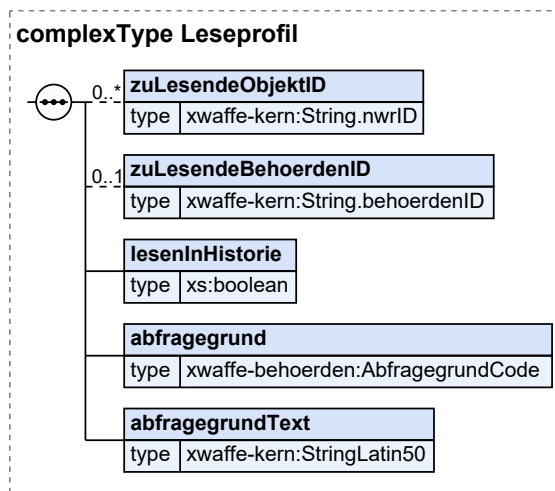 complexType Leseprofil
0..* zuLesendeObjektID
type xwaffe-kern:String.nwrID
0..1 zuLesendeBehoerdenID
type xwaffe-kern:String.behoerdenID
lesenInHistorie
type xs:boolean
abfragegrund
type xwaffe-behoerden:AbfragegrundCode
abfragegrundText
type xwaffe-kern:StringLatin50